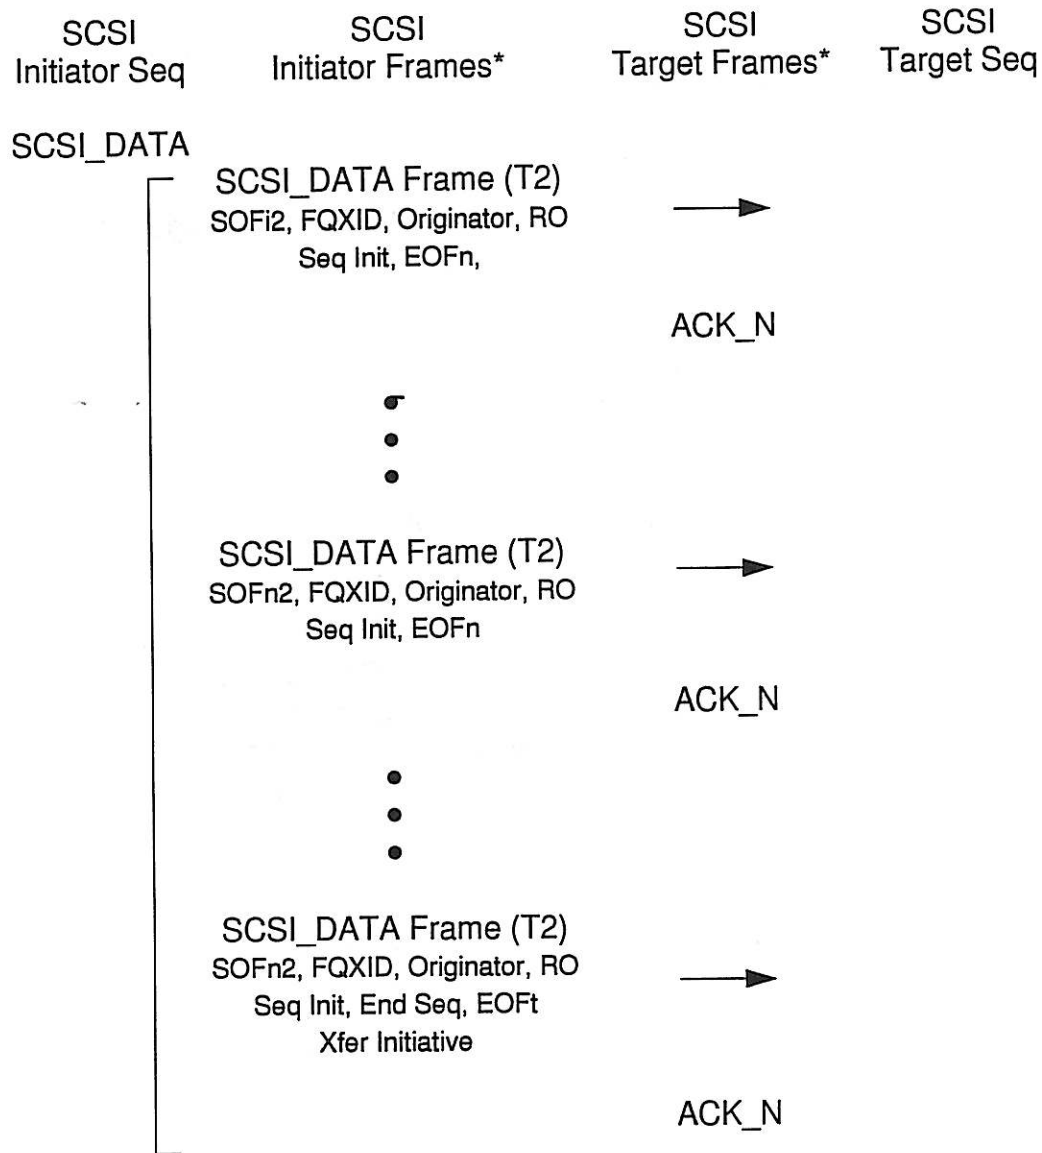 SCSI
Initiator Seq
SCSI
Initiator Frames*
SCSI
Target Frames*
SCSI
Target Seq
SCSI_DATA
SCSI_DATA Frame (T2)
SOFi2, FQXID, Originator, RO
Seq Init, EOFn,
ACK_N
SCSI_DATA Frame (T2)
SOFn2, FQXID, Originator, RO
Seq Init, EOFn
ACK_N
SCSI_DATA Frame (T2)
SOFn2, FQXID, Originator, RO
Seq Init, End Seq, EOFt
Xfer Initiative
ACK_N